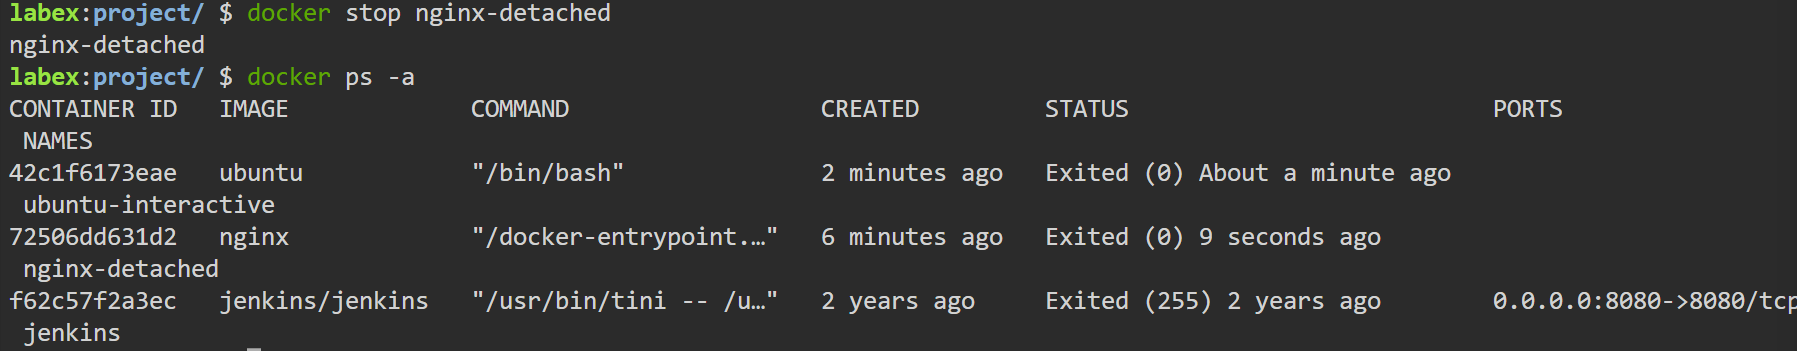 labex:project/ $ docker stop nginx-detached
nginx-detached
labex:project/ $ docker ps -a
CONTAINER ID   IMAGE             COMMAND                  CREATED         STATUS                          PORTS
 NAMES
42c1f6173eae   ubuntu            "/bin/bash"              2 minutes ago   Exited (0) About a minute ago
 ubuntu-interactive
72506dd631d2   nginx             "/docker-entrypoint.…"   6 minutes ago   Exited (0) 9 seconds ago
 nginx-detached
f62c57f2a3ec   jenkins/jenkins   "/usr/bin/tini -- /u…"   2 years ago     Exited (255) 2 years ago        0.0.0.0:8080->8080/tcp
 jenkins